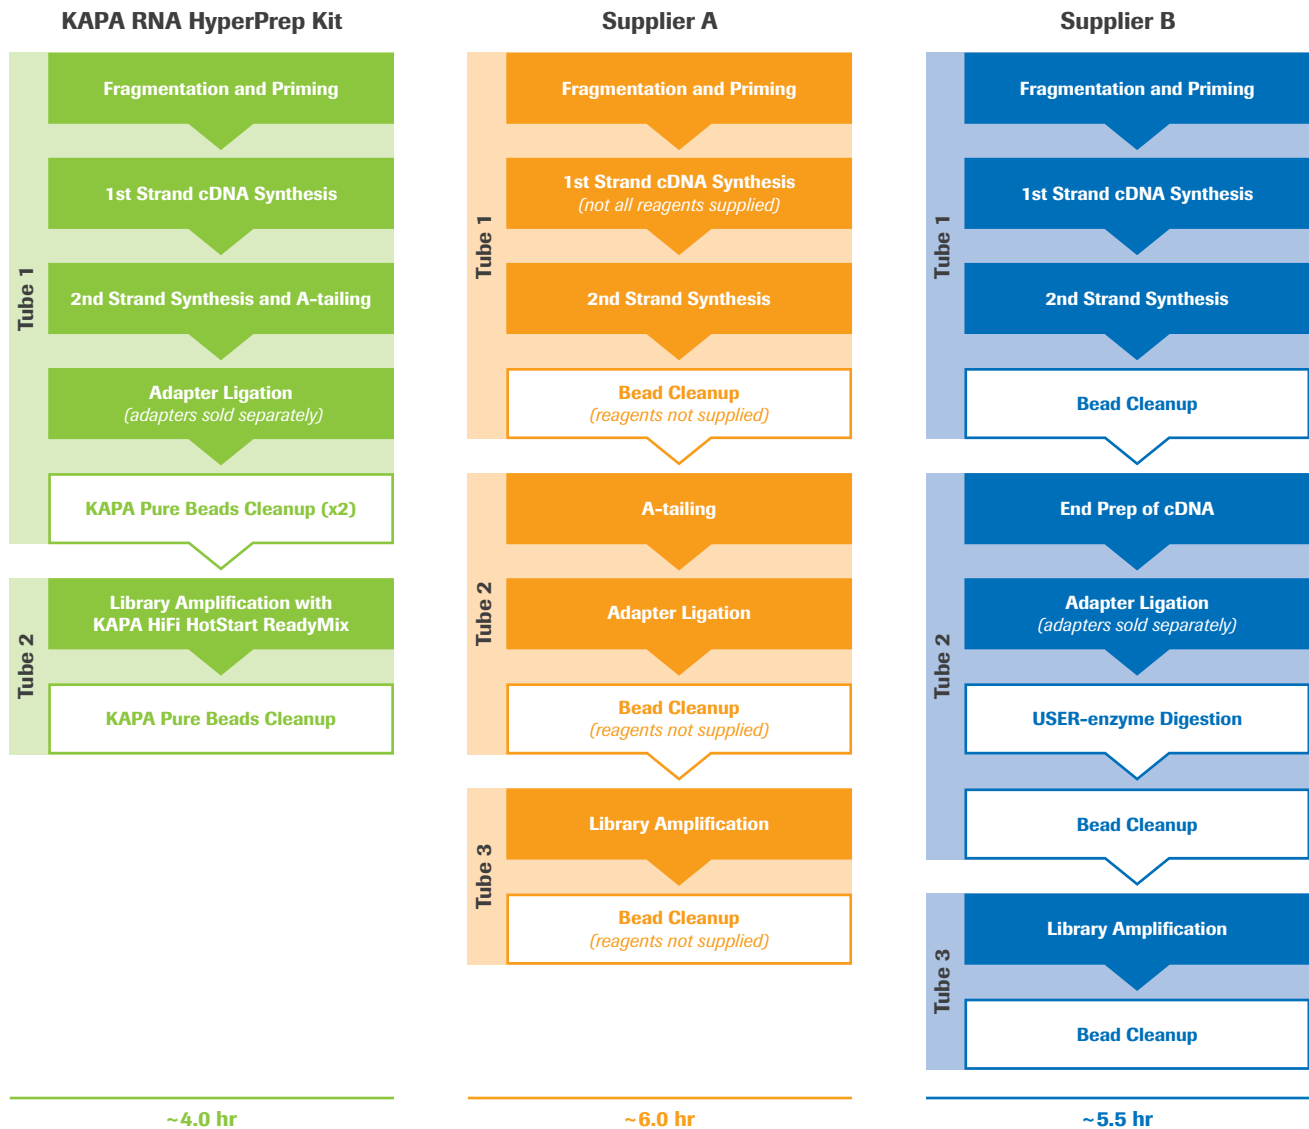 KAPA RNA HyperPrep Kit
Tube 1
Fragmentation and Priming
1st Strand cDNA Synthesis
2nd Strand Synthesis and A-tailing
Adapter Ligation
(adapters sold separately)
KAPA Pure Beads Cleanup (x2)
Tube 2
Library Amplification with
KAPA HiFi HotStart ReadyMix
KAPA Pure Beads Cleanup
~4.0 hr
Supplier A
Tube 1
Fragmentation and Priming
1st Strand cDNA Synthesis
(not all reagents supplied)
2nd Strand Synthesis
Bead Cleanup
(reagents not supplied)
Tube 2
A-tailing
Adapter Ligation
Bead Cleanup
(reagents not supplied)
Tube 3
Library Amplification
Bead Cleanup
(reagents not supplied)
~6.0 hr
Supplier B
Tube 1
Fragmentation and Priming
1st Strand cDNA Synthesis
2nd Strand Synthesis
Bead Cleanup
Tube 2
End Prep of cDNA
Adapter Ligation
(adapters sold separately)
USER-enzyme Digestion
Bead Cleanup
Tube 3
Library Amplification
Bead Cleanup
~5.5 hr